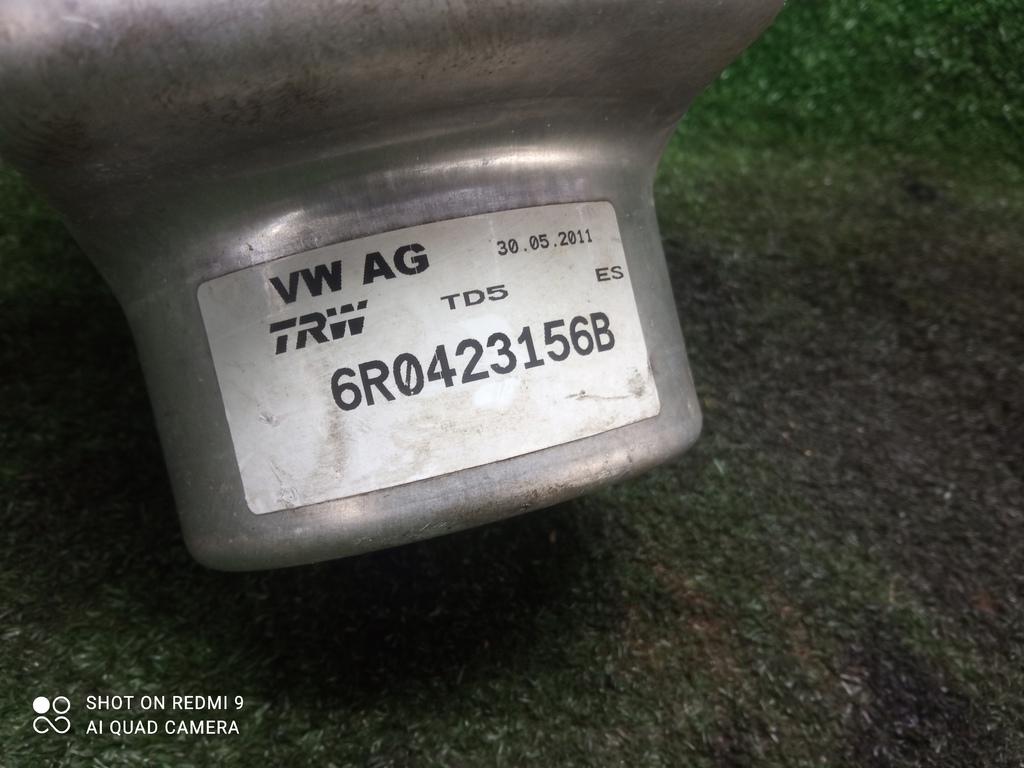 VW AG 30.05.2011
TRW TD5 ES
6R0423156B
SHOT ON REDMI 9
AI QUAD CAMERA